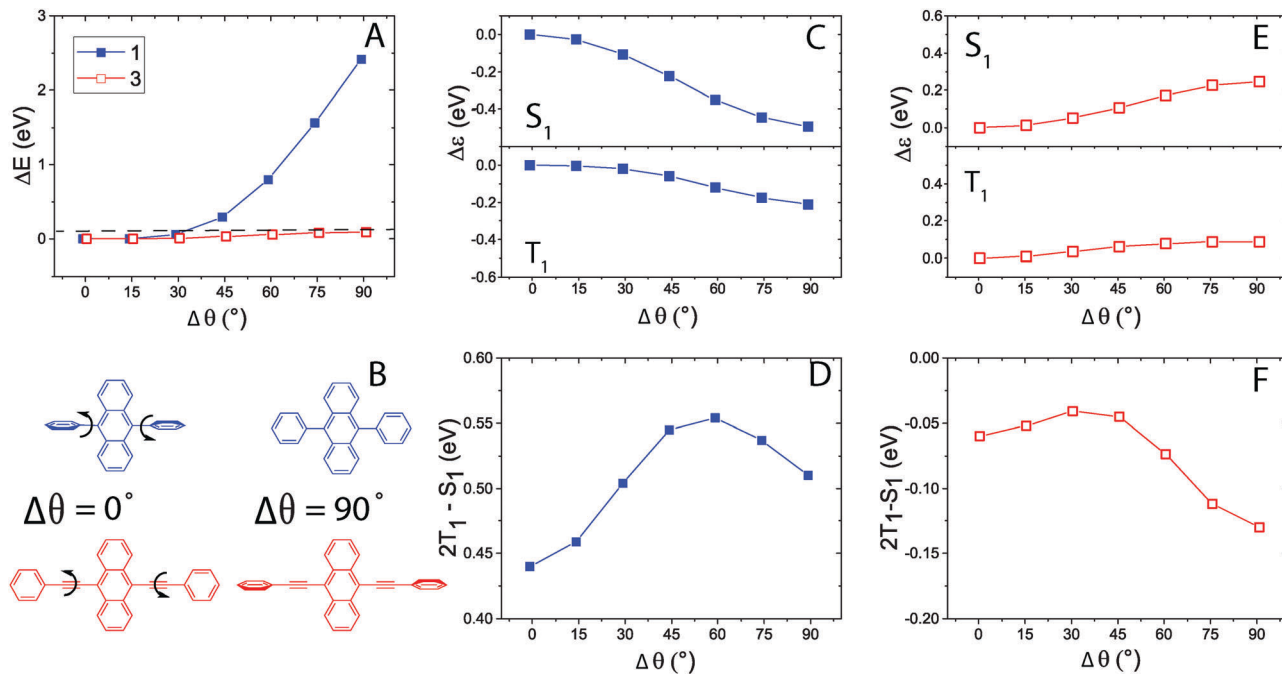 A
1
3
ΔE (eV)
3
2
1
0
0 15 30 45 60 75 90
Δθ (°)
B
Δθ = 0°
Δθ = 90°
C
S1
T1
Δε (eV)
0.0
-0.2
-0.4
0.0
-0.2
-0.4
-0.6
0 15 30 45 60 75 90
Δθ (°)
D
2T1 - S1 (eV)
0.60
0.55
0.50
0.45
0.40
0 15 30 45 60 75 90
Δθ (°)
E
S1
T1
Δε (eV)
0.6
0.4
0.2
0.0
0.4
0.2
0.0
0 15 30 45 60 75 90
Δθ (°)
F
2T1-S1 (eV)
0.00
-0.05
-0.10
-0.15
-0.20
0 15 30 45 60 75 90
Δθ (°)